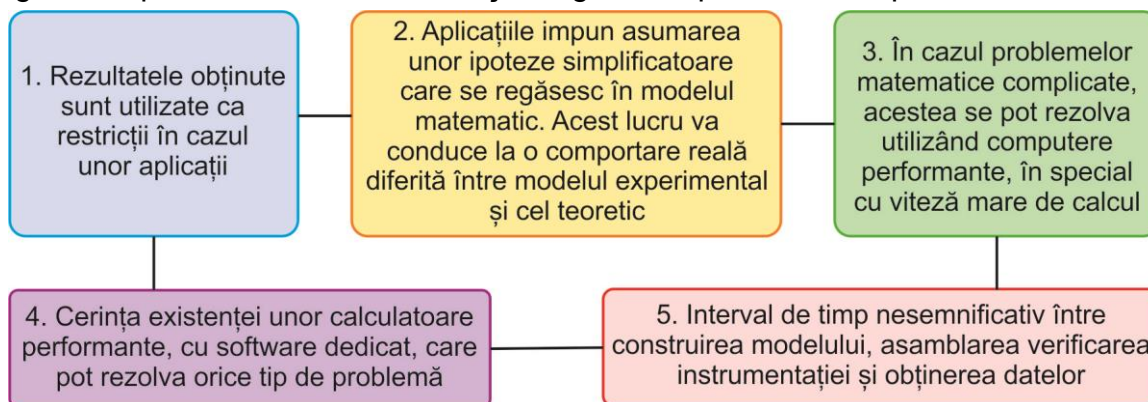 1. Rezultatele obținute
sunt utilizate ca
restricții în cazul
unor aplicații
2. Aplicațiile impun asumarea
unor ipoteze simplificatoare
care se regăsesc în modelul
matematic. Acest lucru va
conduce la o comportare reală
diferită între modelul experimental
și cel teoretic
3. În cazul problemelor
matematice complicate,
acestea se pot rezolva
utilizând computere
performante, în special
cu viteză mare de calcul
4. Cerința existenței unor calculatoare
performante, cu software dedicat, care
pot rezolva orice tip de problemă
5. Interval de timp nesemnificativ între
construirea modelului, asamblarea verificarea
instrumentației și obținerea datelor